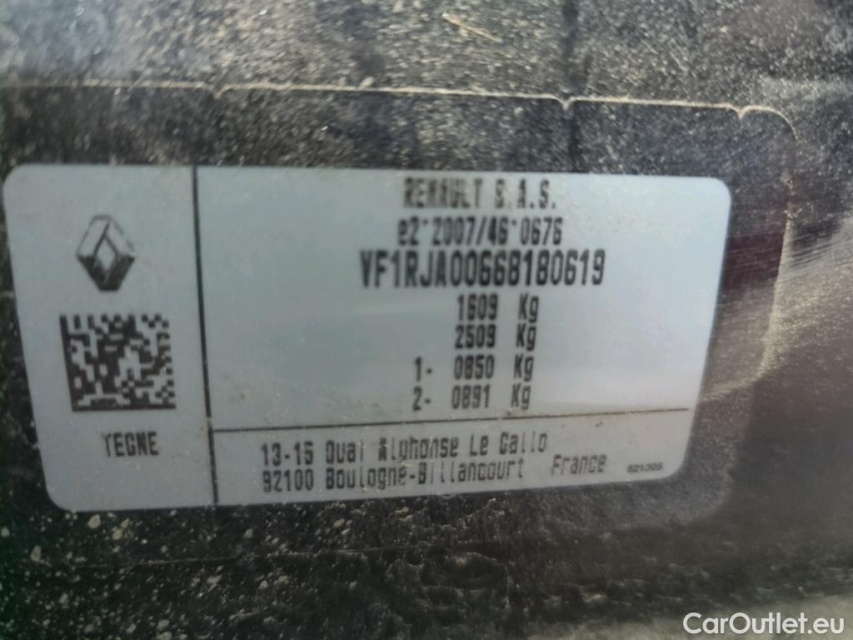 RENAULT S.A.S.
e2*2007/46*0676
VF1RJA00668180619
1609 Kg
2509 Kg
1- 0850 Kg
2- 0891 Kg
TEGNE
13-15 Quai Alphonse Le Gallo
92100 Boulogne-Billancourt France
CarOutlet.eu